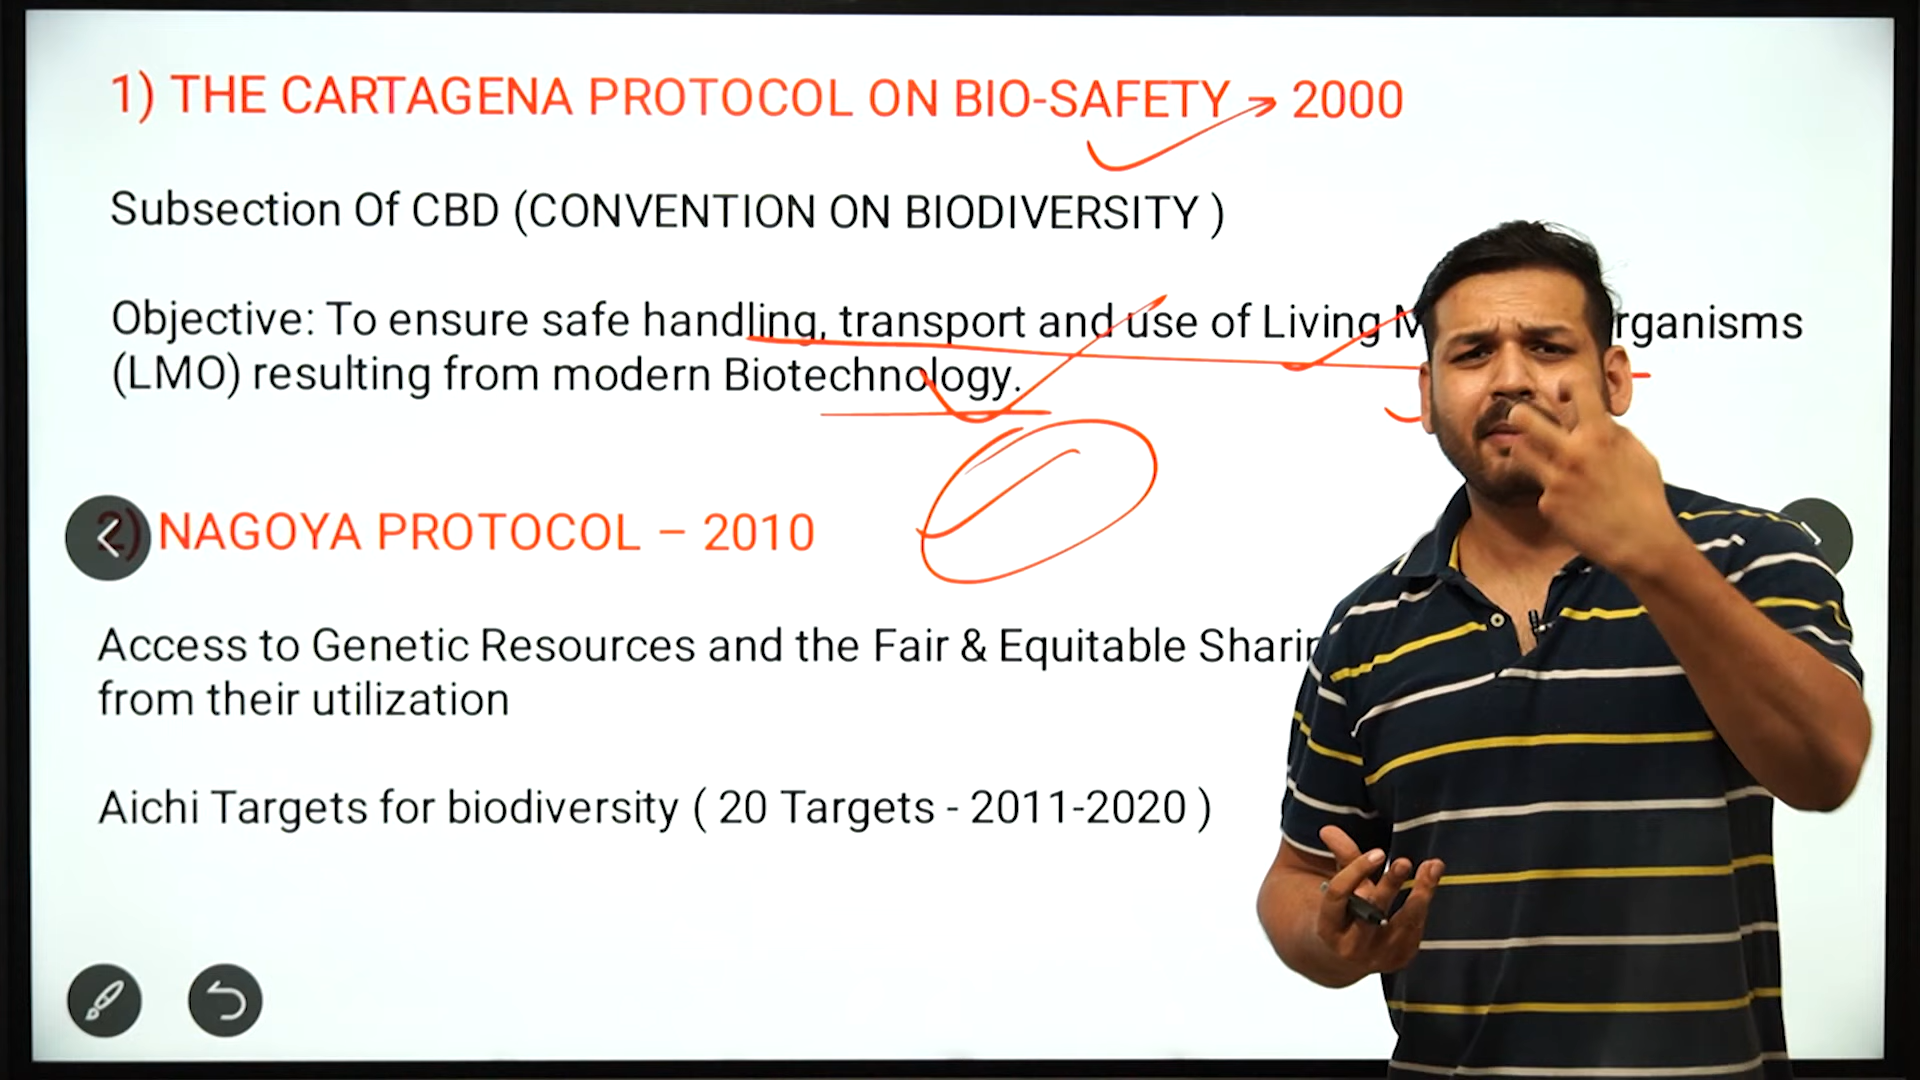 1) THE CARTAGENA PROTOCOL ON BIO-SAFETY → 2000
Subsection Of CBD (CONVENTION ON BIODIVERSITY )
Objective: To ensure safe handling, transport and use of Living
(LMO) resulting from modern Biotechnology.
2) NAGOYA PROTOCOL – 2010
Access to Genetic Resources and the Fair & Equitable
from their utilization
Aichi Targets for biodiversity ( 20 Targets - 2011-2020 )